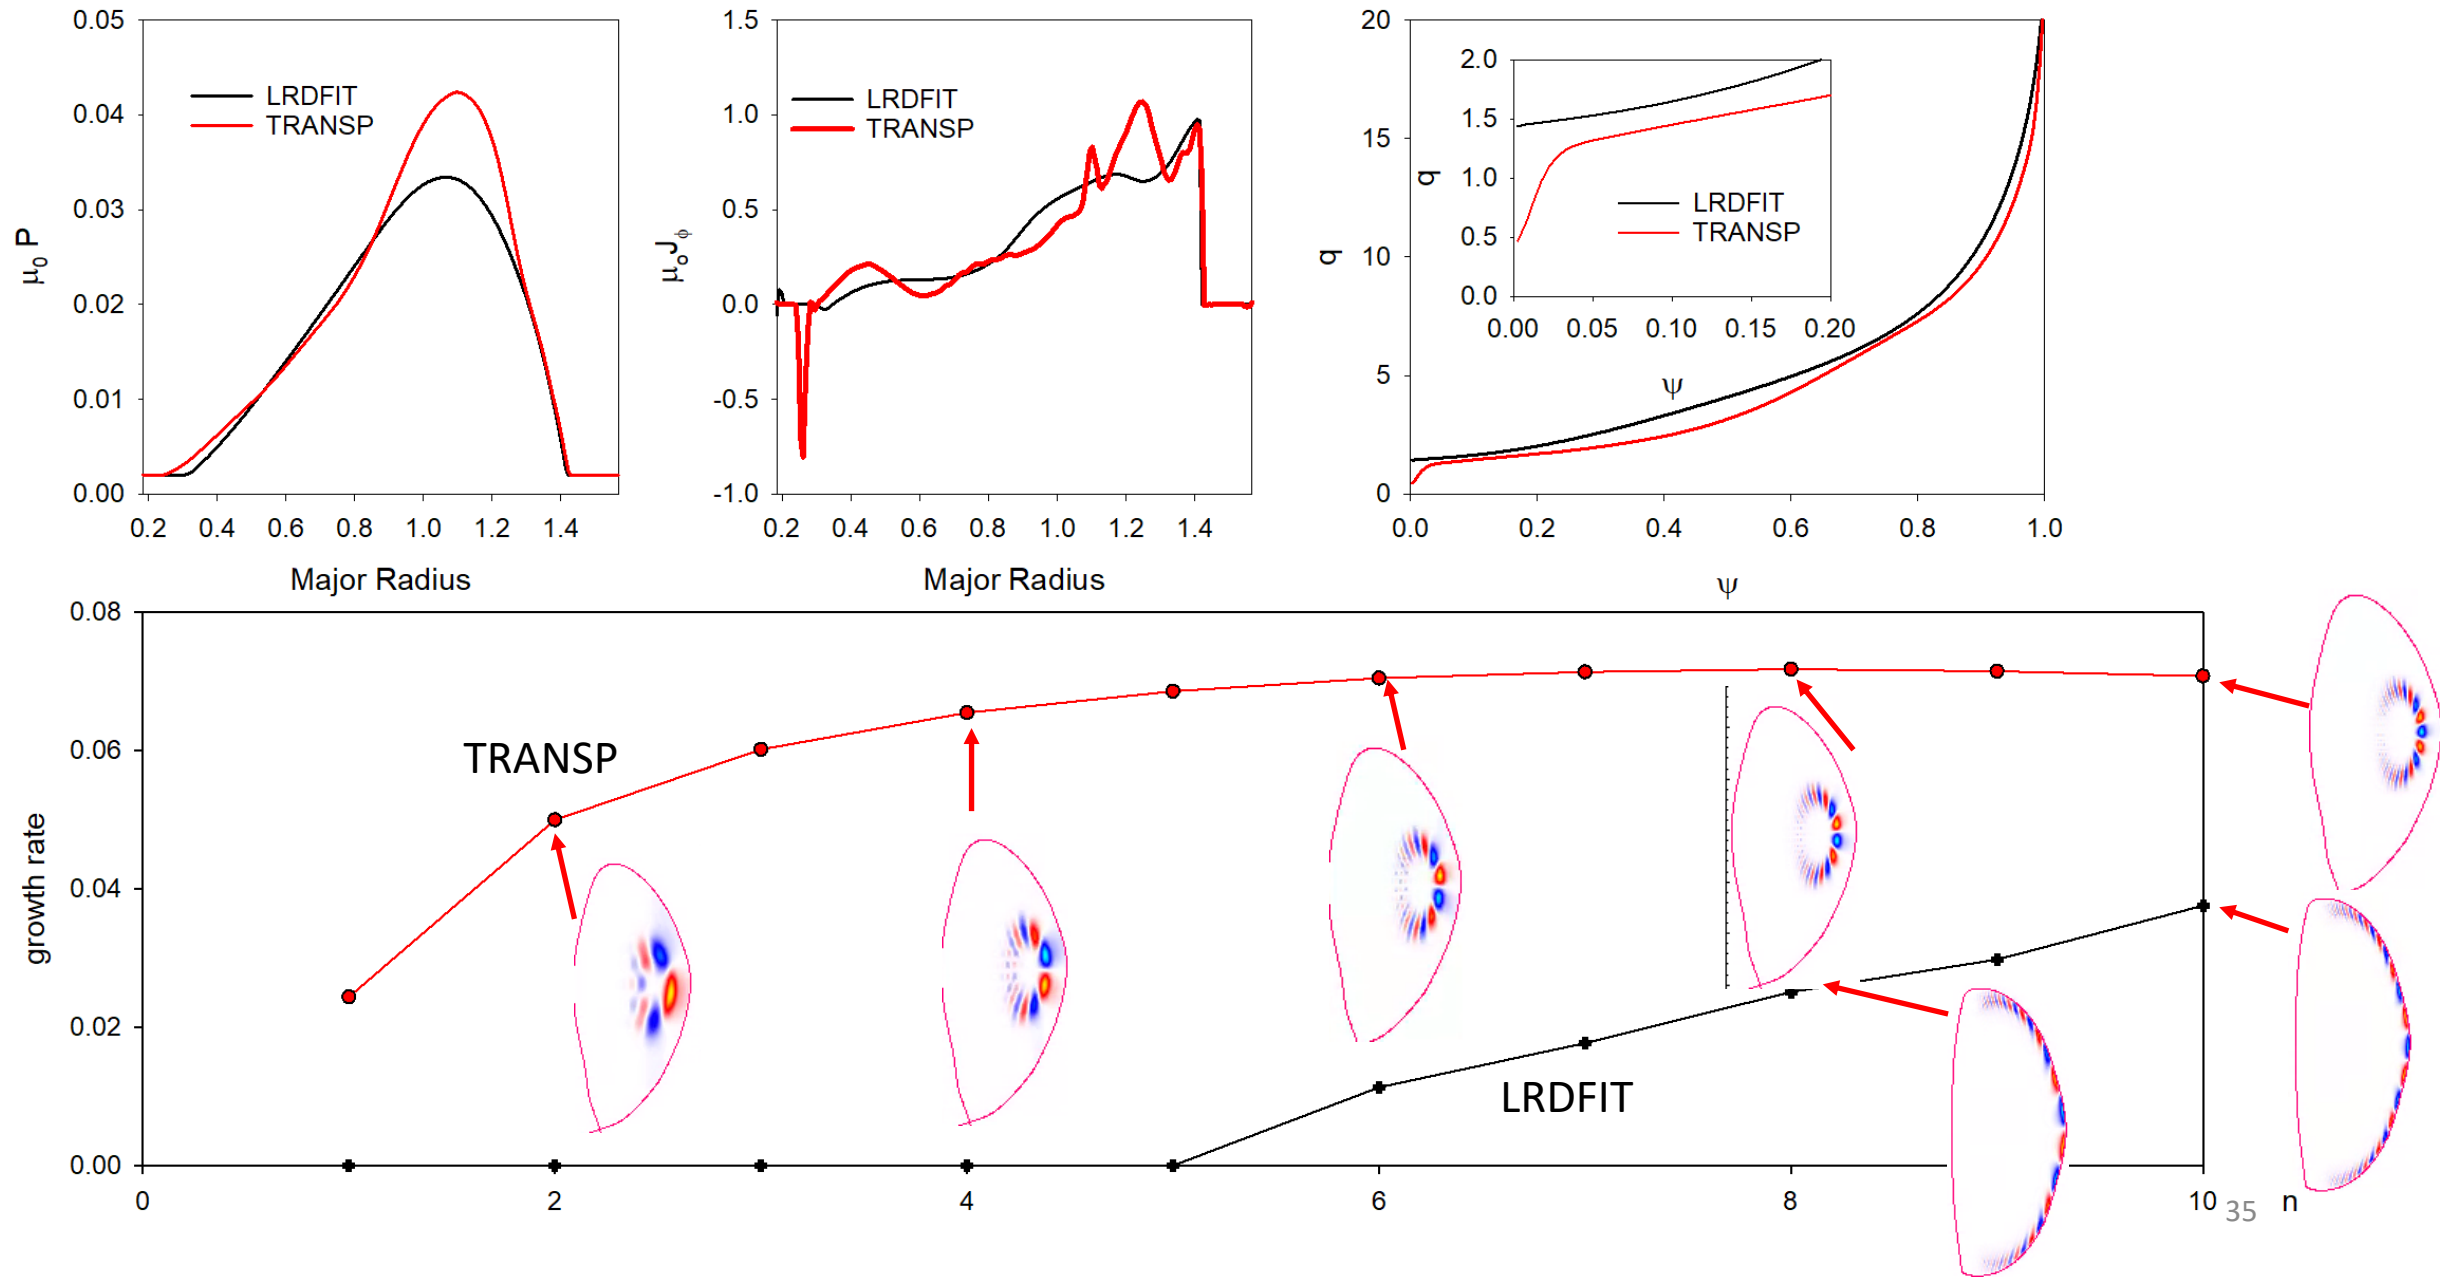 0.05
0.04
0.03
0.02
0.01
0.00
μ₀ P
LRDFIT
TRANSP
0.2 0.4 0.6 0.8 1.0 1.2 1.4
Major Radius
1.5
1.0
0.5
0.0
-0.5
-1.0
μₒJᵩ
LRDFIT
TRANSP
0.2 0.4 0.6 0.8 1.0 1.2 1.4
Major Radius
20
15
10
5
0
q
2.0
1.5
1.0
0.5
0.0
q
LRDFIT
TRANSP
0.00 0.05 0.10 0.15 0.20
ψ
0.0 0.2 0.4 0.6 0.8 1.0
ψ
0.08
0.06
0.04
0.02
0.00
growth rate
TRANSP
LRDFIT
0 2 4 6 8 10 n
35